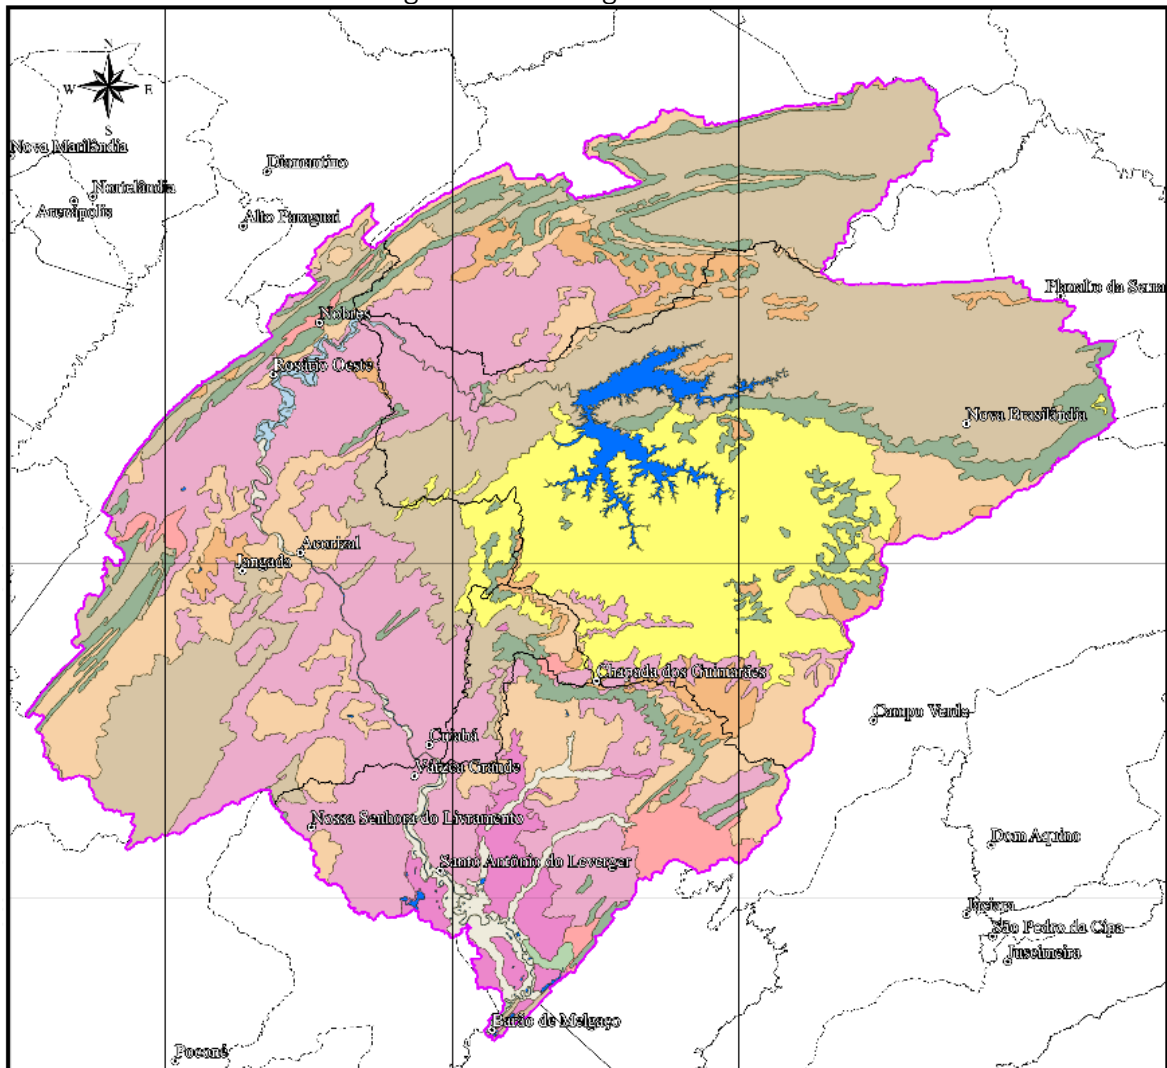 N
W E
S
Nova Marilândia
Diamantino
Nortelândia
Arenápolis
Alto Paraguai
Planalto da Serra
Nobres
Rosário Oeste
Nova Brasilândia
Acorizal
Jangada
Chapada dos Guimarães
Campo Verde
Cuiabá
Várzea Grande
Nossa Senhora do Livramento
Dom Aquino
Santo Antônio do Leverger
Jaciara
São Pedro da Cipa
Juscimeira
Barão de Melgaço
Poconé